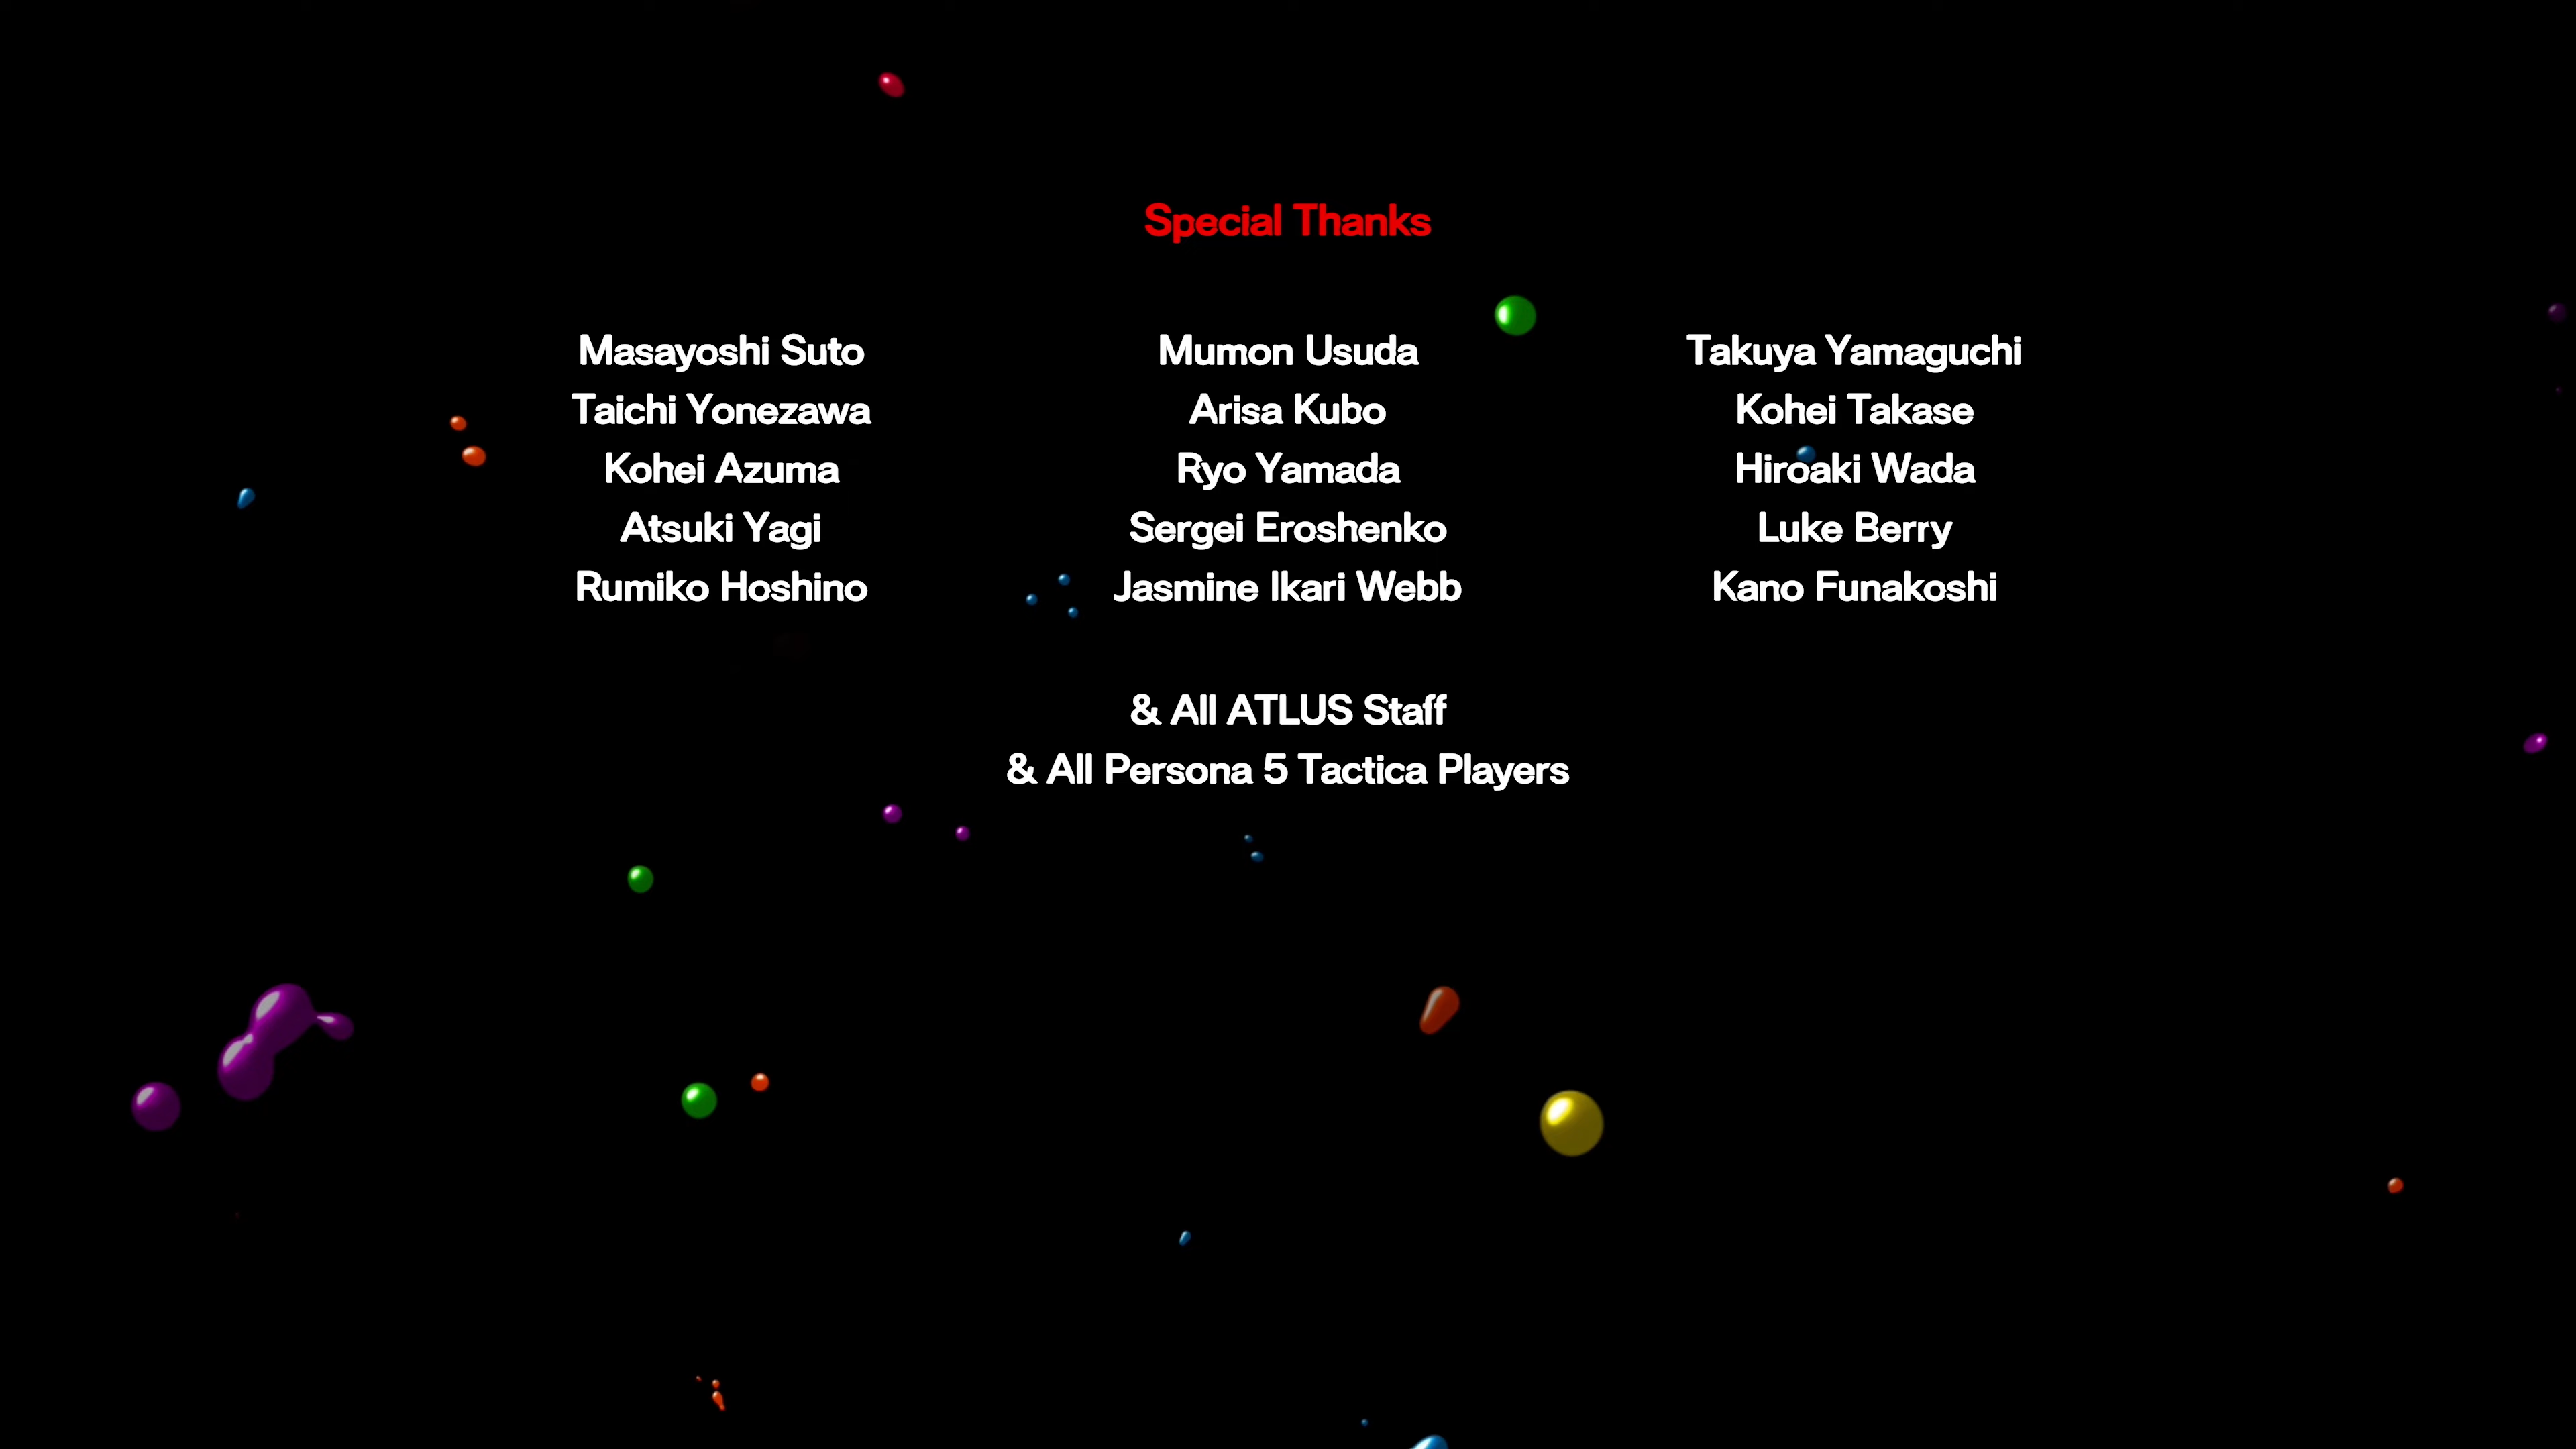 Special Thanks
Masayoshi Suto Mumon Usuda Takuya Yamaguchi
Taichi Yonezawa Arisa Kubo Kohei Takase
Kohei Azuma Ryo Yamada Hiroaki Wada
Atsuki Yagi Sergei Eroshenko Luke Berry
Rumiko Hoshino Jasmine Ikari Webb Kano Funakoshi
& All ATLUS Staff
& All Persona 5 Tactica Players